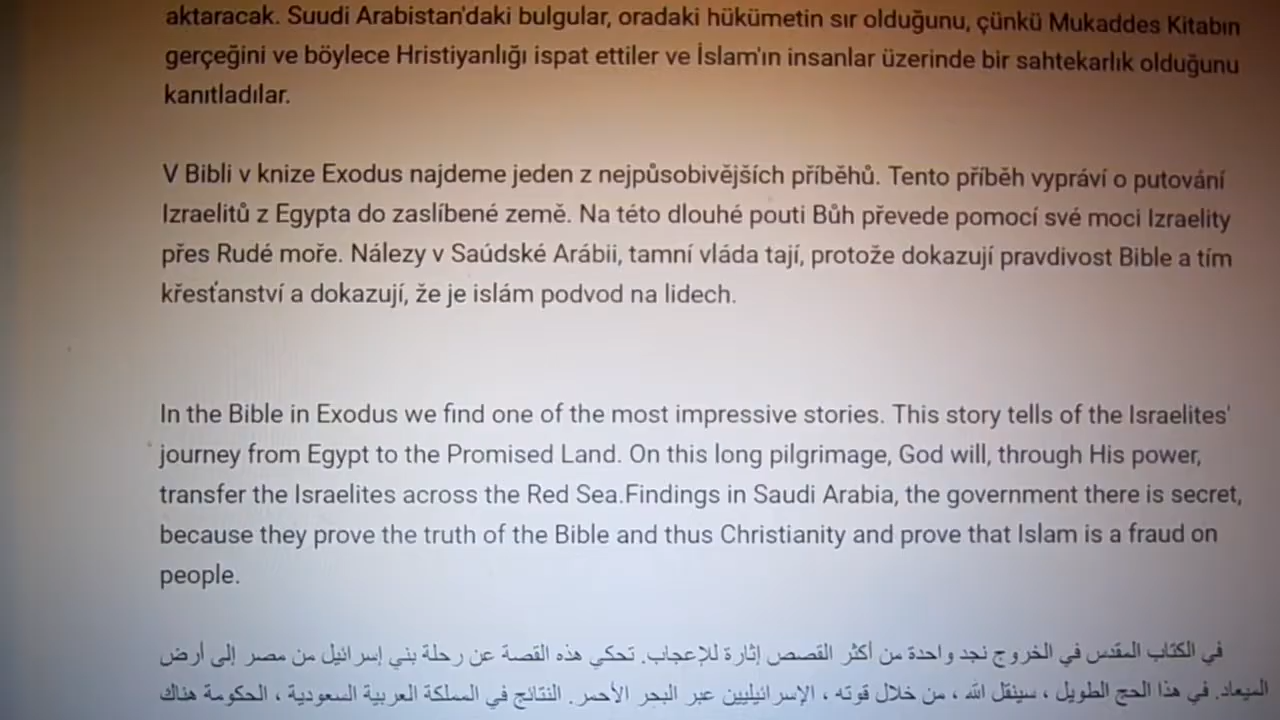 aktaracak. Suudi Arabistan'daki bulgular, oradaki hükümetin sır olduğunu, çünkü Mukaddes Kitabın
gerçeğini ve böylece Hristiyanlığı ispat ettiler ve İslam'ın insanlar üzerinde bir sahtekarlık olduğunu
kanıtladılar.
V Bibli v knize Exodus najdeme jeden z nejpůsobivějších příběhů. Tento příběh vypráví o putování
Izraelitů z Egypta do zaslíbené země. Na této dlouhé pouti Bůh převede pomocí své moci Izraelity
přes Rudé moře. Nálezy v Saúdské Arábii, tamní vláda tají, protože dokazují pravdivost Bible a tím
křesťanství a dokazují, že je islám podvod na lidech.
In the Bible in Exodus we find one of the most impressive stories. This story tells of the Israelites'
journey from Egypt to the Promised Land. On this long pilgrimage, God will, through His power,
transfer the Israelites across the Red Sea.Findings in Saudi Arabia, the government there is secret,
because they prove the truth of the Bible and thus Christianity and prove that Islam is a fraud on
people.
في الكتاب المقدس في الخروج نجد واحدة من أكثر القصص إثارة للإعجاب. تحكي هذه القصة عن رحلة بني إسرائيل من مصر إلى أرض
الميعاد. في هذا الحج الطويل ، سينقل الله ، من خلال قوته ، الإسرائيليين عبر البحر الأحمر. النتائج في المملكة العربية السعودية ، الحكومة هناك